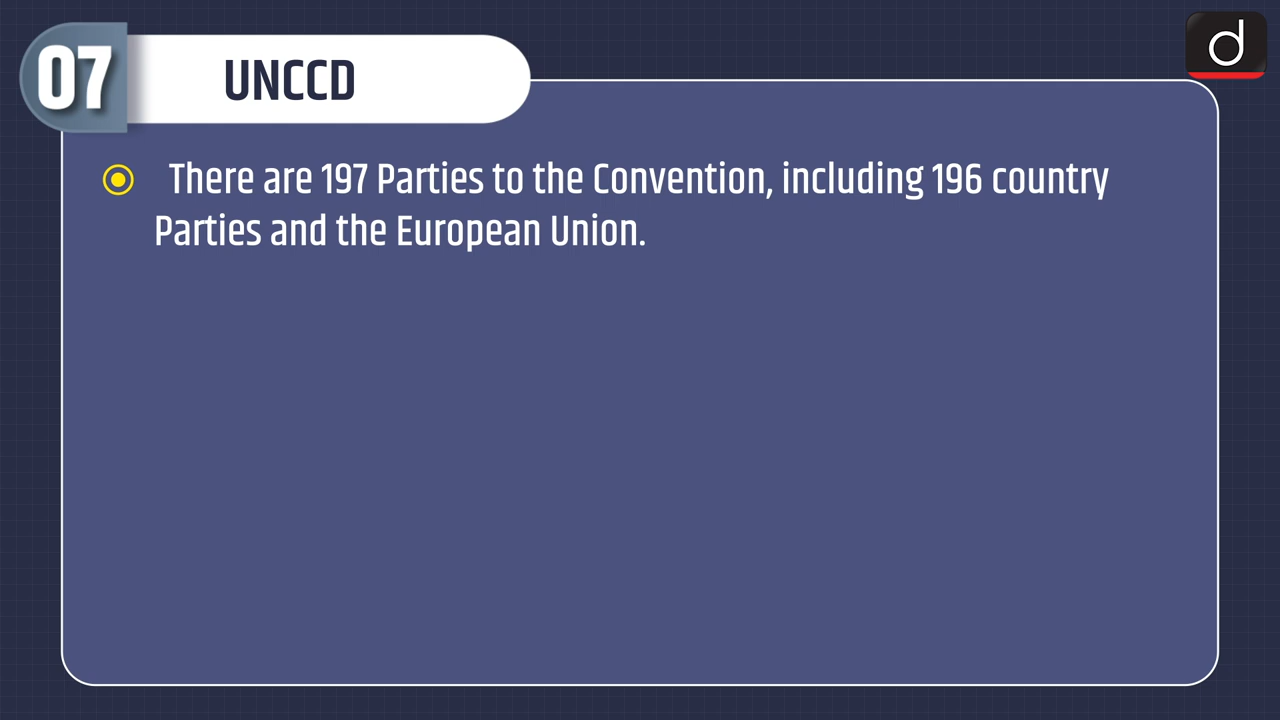 07
UNCCD
d
There are 197 Parties to the Convention, including 196 country
Parties and the European Union.